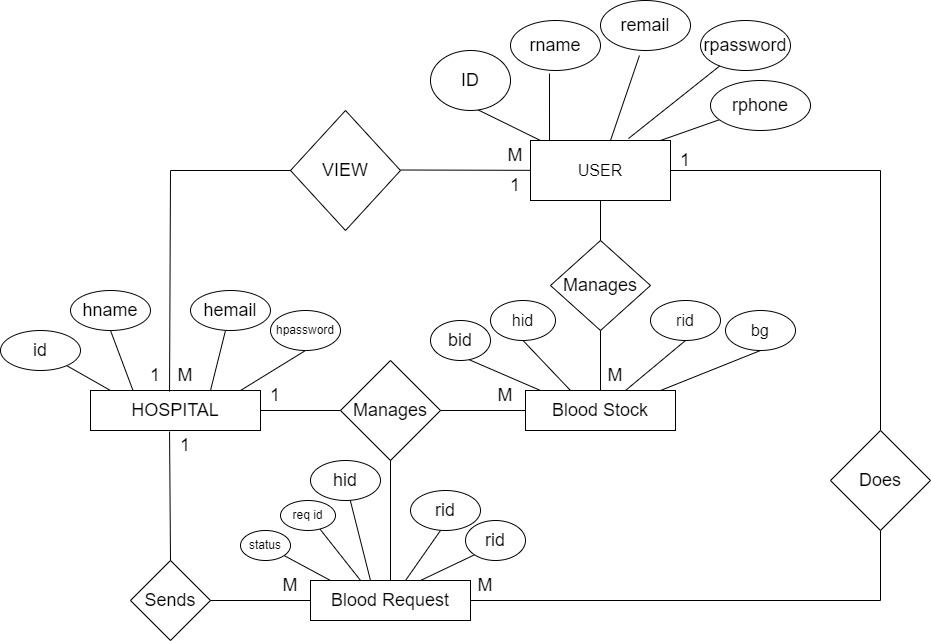 remail
rname
rpassword
ID
rphone
M
1
VIEW
USER
1
Manages
hname
hemail
hpassword
id
hid
rid
bg
bid
1
M
M
1
M
HOSPITAL
Manages
Blood Stock
1
hid
Does
req id
rid
status
rid
M
M
Sends
Blood Request